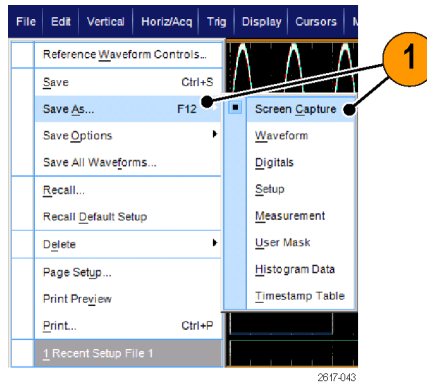 File Edit Vertical Horiz/Acq Trig Display Cursors
Reference Waveform Controls...
Save Ctrl+S
Save As... F12
Save Options
Save All Waveforms...
Recall...
Recall Default Setup
Delete
Page Setup...
Print Preview
Print... Ctrl+P
1 Recent Setup File 1
Screen Capture
Waveform
Digitals
Setup
Measurement
User Mask
Histogram Data
Timestamp Table
1
2617-043